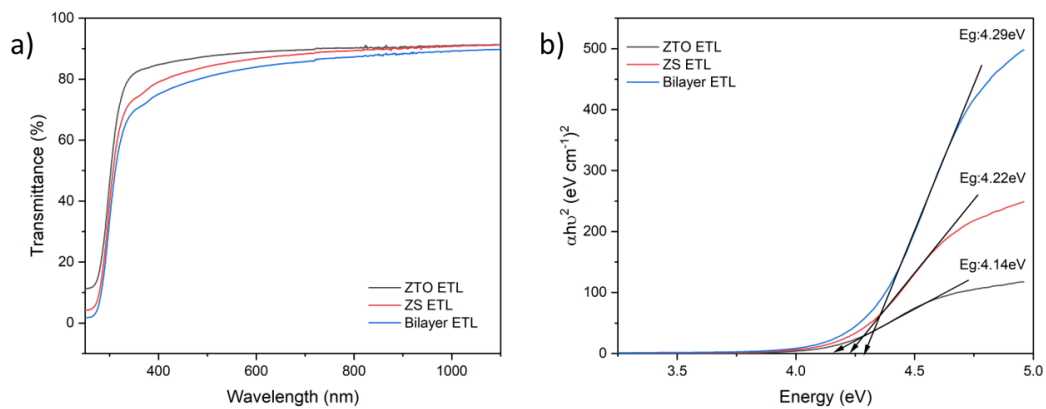 a)
100
80
60
40
20
0
Transmittance (%)
ZTO ETL
ZS ETL
Bilayer ETL
400
600
800
1000
Wavelength (nm)
b)
500
400
300
200
100
0
αhυ² (eV cm⁻¹)²
ZTO ETL
ZS ETL
Bilayer ETL
Eg:4.29eV
Eg:4.22eV
Eg:4.14eV
3.5
4.0
4.5
5.0
Energy (eV)